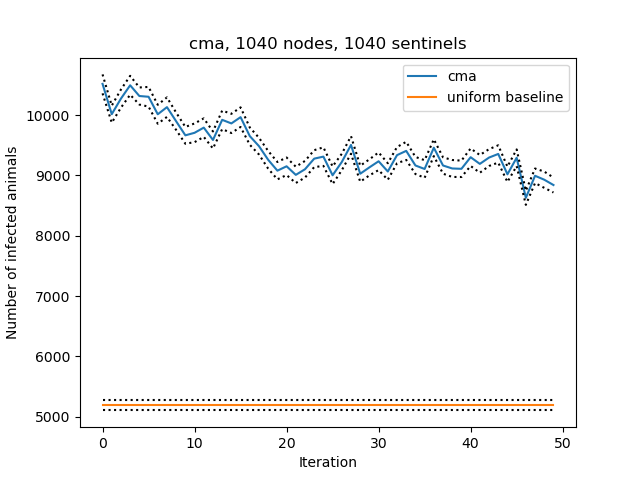 cma, 1040 nodes, 1040 sentinels
cma
uniform baseline
Number of infected animals
10000
9000
8000
7000
6000
5000
0 10 20 30 40 50
Iteration